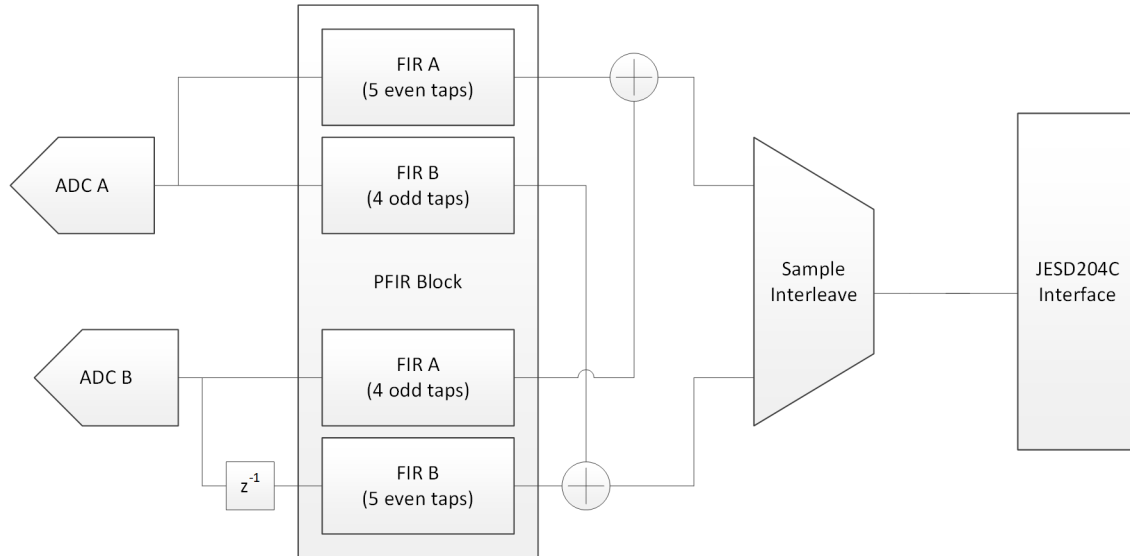 FIR A
(5 even taps)
ADC A
FIR B
(4 odd taps)
PFIR Block
Sample
Interleave
JESD204C
Interface
ADC B
FIR A
(4 odd taps)
z⁻¹
FIR B
(5 even taps)